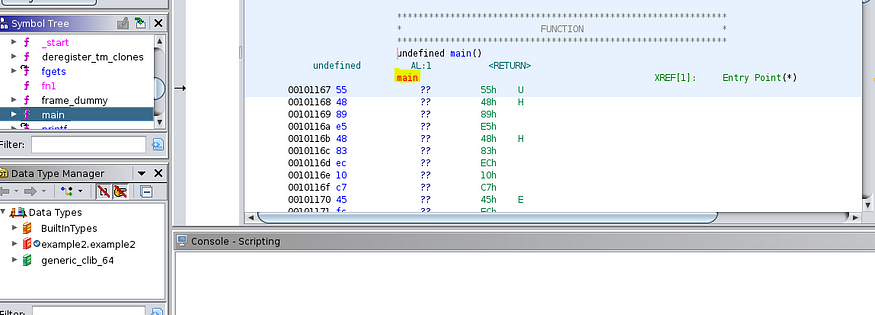 Symbol Tree
_start
deregister_tm_clones
fgets
fn1
frame_dummy
main
printf
Filter:
Data Type Manager
Data Types
BuiltInTypes
example2.example2
generic_clib_64
Filter:
* FUNCTION *
undefined main()
undefined AL:1 <RETURN>
main XREF[1]: Entry Point(*)
00101167 55 ?? 55h U
00101168 48 ?? 48h H
00101169 89 ?? 89h
0010116a e5 ?? E5h
0010116b 48 ?? 48h H
0010116c 83 ?? 83h
0010116d ec ?? ECh
0010116e 10 ?? 10h
0010116f c7 ?? C7h
00101170 45 ?? 45h E
00101171 fc ??
Console - Scripting